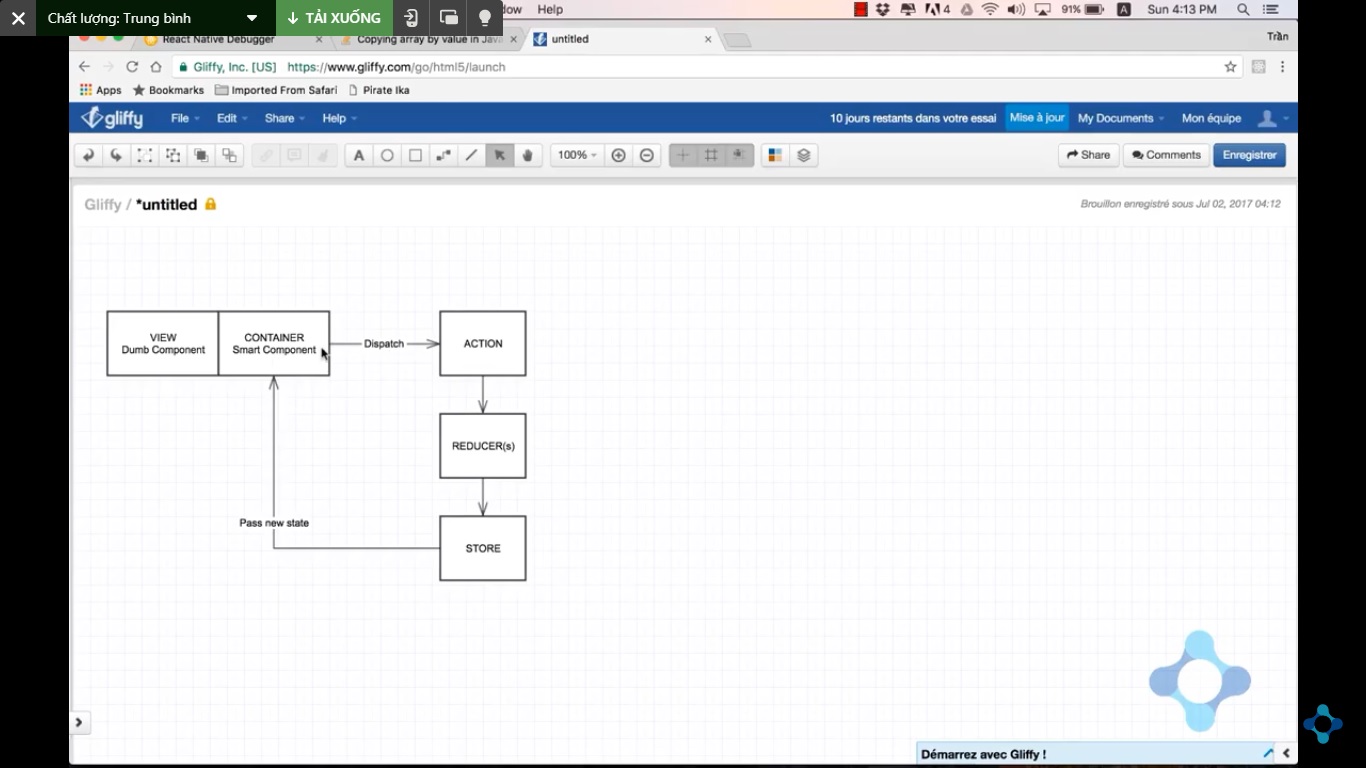 Chất lượng: Trung bình
TẢI XUỐNG
dow
Help
4
91%
A
Sun 4:13 PM
React Native Debugger
Copying array by value in Java
untitled
Trần
Gliffy, Inc. [US]
https://www.gliffy.com/go/html5/launch
Apps
Bookmarks
Imported From Safari
Pirate Ika
gliffy
File
Edit
Share
Help
10 jours restants dans votre essai
Mise à jour
My Documents
Mon équipe
A
100%
Share
Comments
Enregistrer
Gliffy / *untitled
Brouillon enregistré sous Jul 02, 2017 04:12
VIEW
Dumb Component
CONTAINER
Smart Component
Dispatch
ACTION
REDUCER(s)
Pass new state
STORE
Démarrez avec Gliffy !